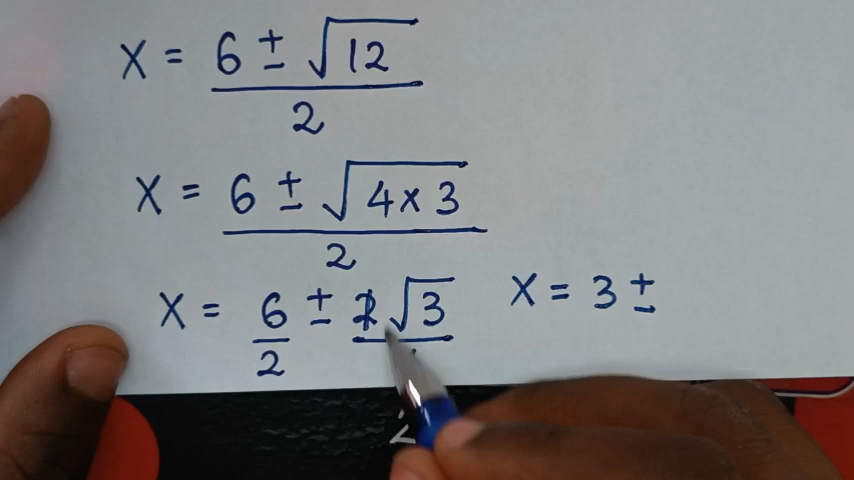 X = 6 ± √12
2
X = 6 ± √4x3
2
X = 6 ± 2√3 X = 3 ±
2